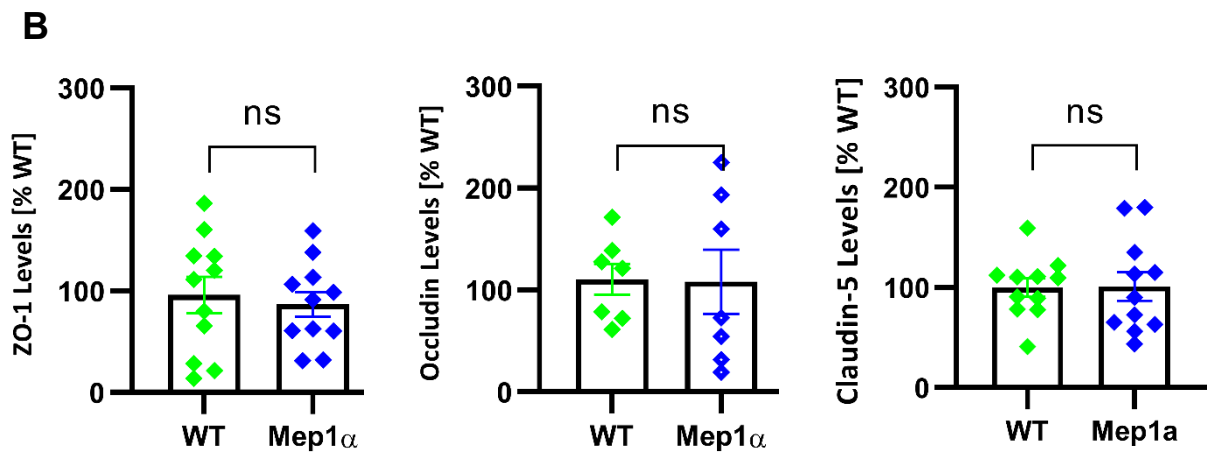 B
ZO-1 Levels [% WT]
300
200
100
0
ns
WT
Mep1α
Occludin Levels [% WT]
300
200
100
0
ns
WT
Mep1α
Claudin-5 Levels [% WT]
300
200
100
0
ns
WT
Mep1a